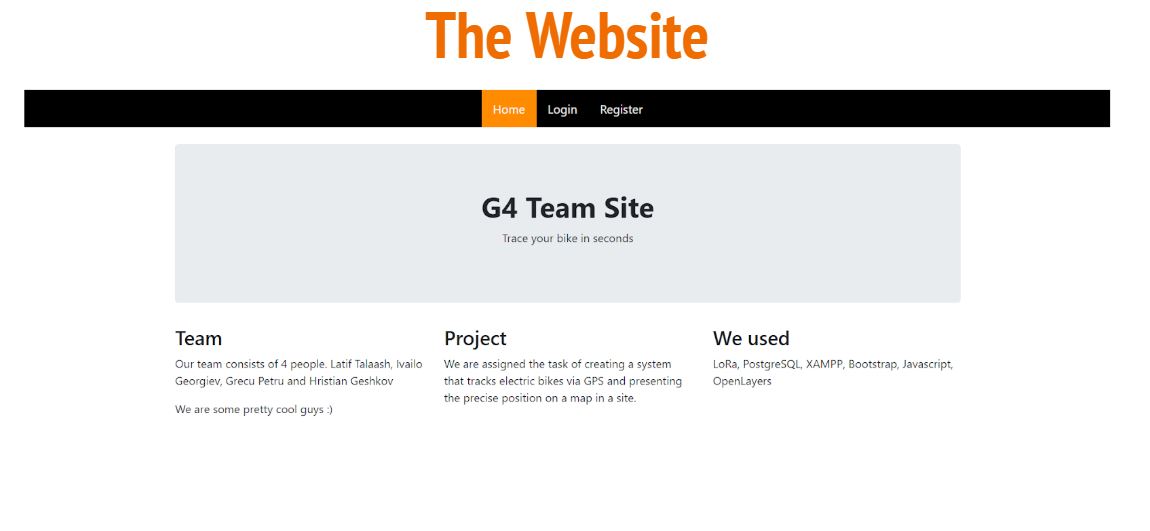 The Website
Home Login Register
G4 Team Site
Trace your bike in seconds
Team
Our team consists of 4 people. Latif Talaash, Ivailo
Georgiev, Grecu Petru and Hristian Geshkov
We are some pretty cool guys :)
Project
We are assigned the task of creating a system
that tracks electric bikes via GPS and presenting
the precise position on a map in a site.
We used
LoRa, PostgreSQL, XAMPP, Bootstrap, Javascript,
OpenLayers